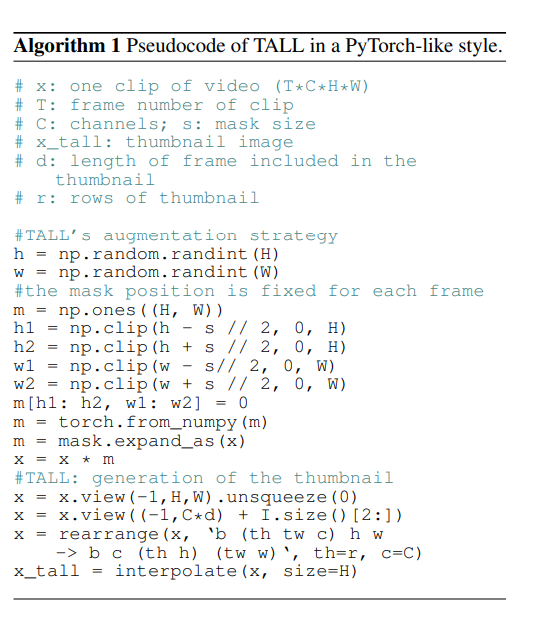 Algorithm 1 Pseudocode of TALL in a PyTorch-like style.
# x: one clip of video (T*C*H*W)
# T: frame number of clip
# C: channels; s: mask size
# x_tall: thumbnail image
# d: length of frame included in the
thumbnail
# r: rows of thumbnail
#TALL's augmentation strategy
h = np.random.randint(H)
w = np.random.randint(W)
#the mask position is fixed for each frame
m = np.ones((H, W))
h1 = np.clip(h - s // 2, 0, H)
h2 = np.clip(h + s // 2, 0, H)
w1 = np.clip(w - s// 2, 0, W)
w2 = np.clip(w + s // 2, 0, W)
m[h1: h2, w1: w2] = 0
m = torch.from_numpy(m)
m = mask.expand_as(x)
x = x * m
#TALL: generation of the thumbnail
x = x.view(-1,H,W).unsqueeze(0)
x = x.view((-1,C*d) + I.size()[2:])
x = rearrange(x, ‘b (th tw c) h w
-> b c (th h) (tw w)‘, th=r, c=C)
x_tall = interpolate(x, size=H)